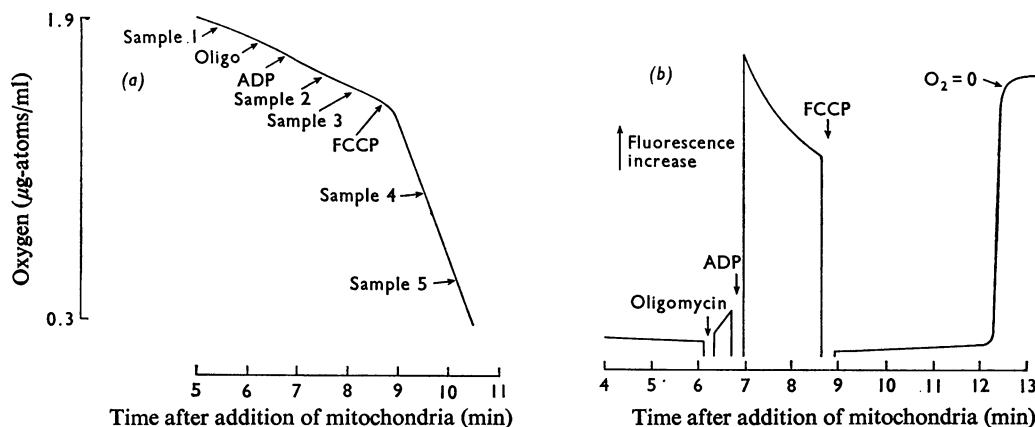 1.9
Sample 1
Oligo
(a)
ADP
Sample 2
Sample 3
FCCP
Sample 4
Sample 5
0.3
Oxygen (µg-atoms/ml)
5 6 7 8 9 10 11
Time after addition of mitochondria (min)
(b)
O2 = 0
FCCP
Fluorescence
increase
ADP
Oligomycin
4 5 6 7 8 9 10 11 12 13
Time after addition of mitochondria (min)